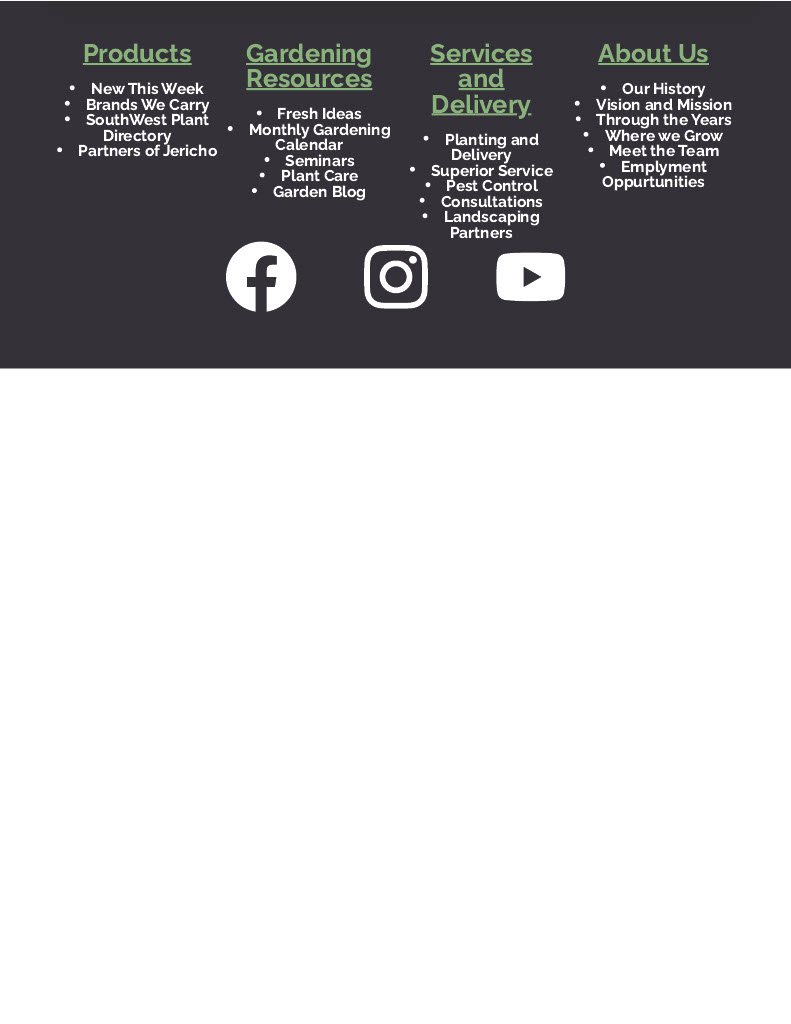 Products
• New This Week
• Brands We Carry
• SouthWest Plant
Directory
• Partners of Jericho
Gardening
Resources
• Fresh Ideas
• Monthly Gardening
Calendar
• Seminars
• Plant Care
• Garden Blog
Services
and
Delivery
• Planting and
Delivery
• Superior Service
• Pest Control
• Consultations
• Landscaping
Partners
About Us
• Our History
• Vision and Mission
• Through the Years
• Where we Grow
• Meet the Team
• Emplyment
Oppurtunities